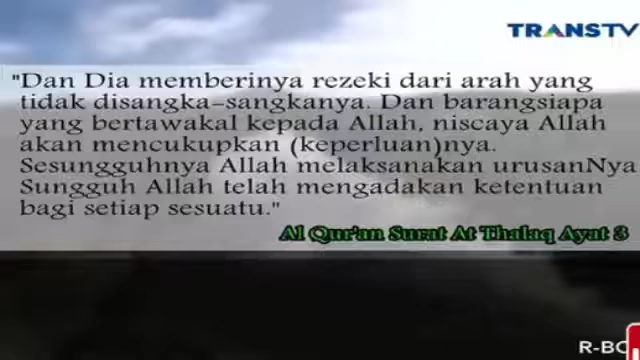 TRANSTV
"Dan Dia memberinya rezeki dari arah yang
tidak disangka-sangkanya. Dan barangsiapa
yang bertawakal kepada Allah, niscaya Allah
akan mencukupkan (keperluan)nya.
Sesungguhnya Allah melaksanakan urusanNya
Sungguh Allah telah mengadakan ketentuan
bagi setiap sesuatu."
Al Qur'an Surat At Thalaq Ayat 3
R-BO